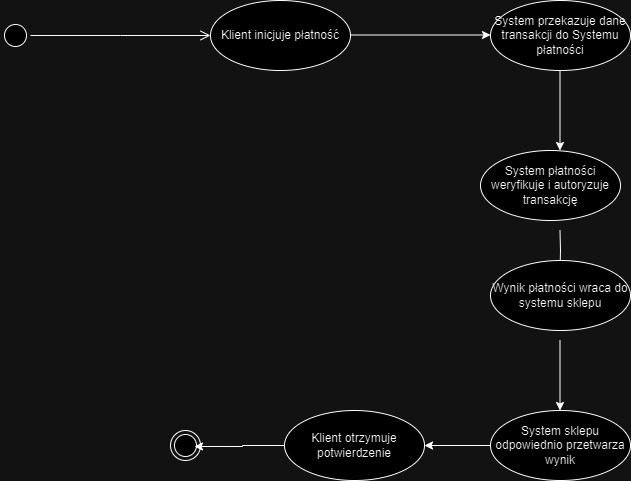 Klient inicjuje płatność
System przekazuje dane
transakcji do Systemu
płatności
System płatności
weryfikuje i autoryzuje
transakcję
Wynik płatności wraca do
systemu sklepu
System sklepu
odpowiednio przetwarza
wynik
Klient otrzymuje
potwierdzenie